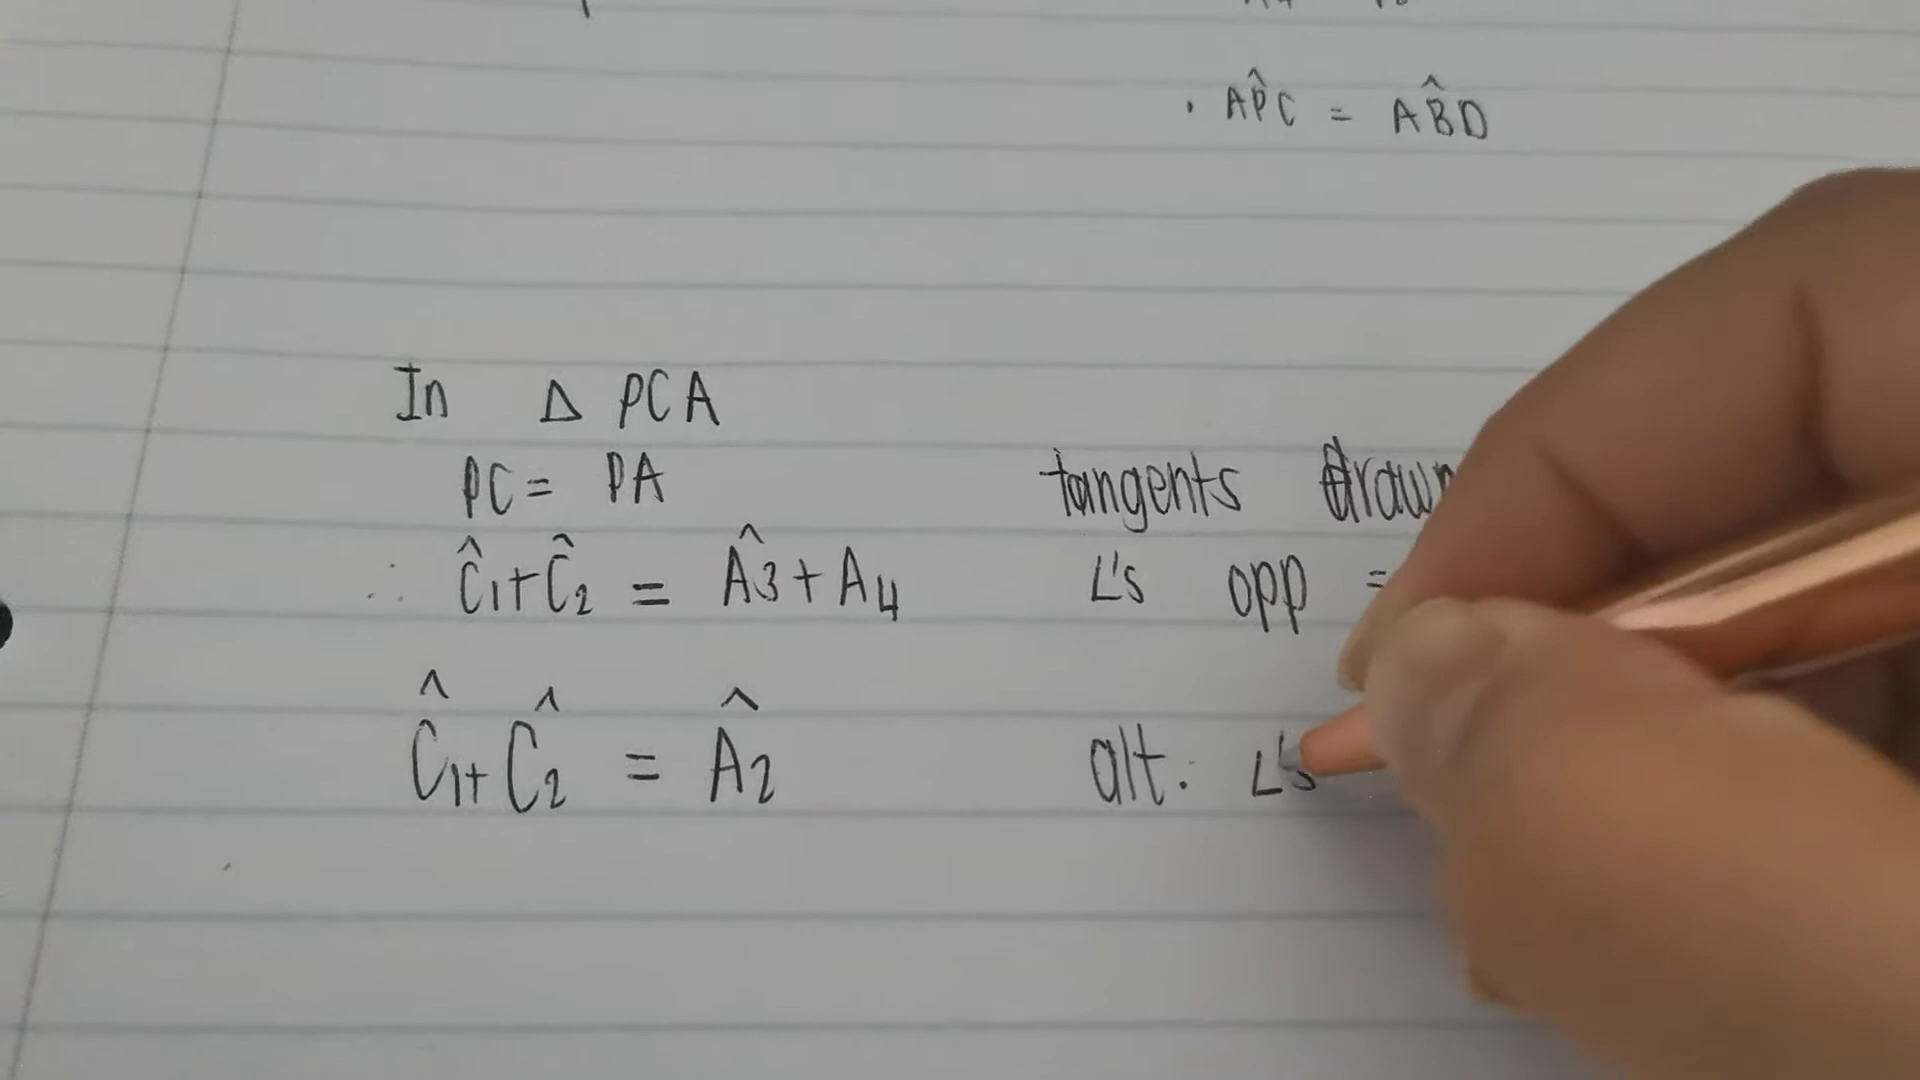 . AP̂C = AB̂D
In Δ PCA
PC = PA tangents drawn
∴ Ĉ₁+Ĉ₂ = Â₃+A₄ ∠'s opp =
Ĉ₁+Ĉ₂ = Â₂ alt. ∠'s